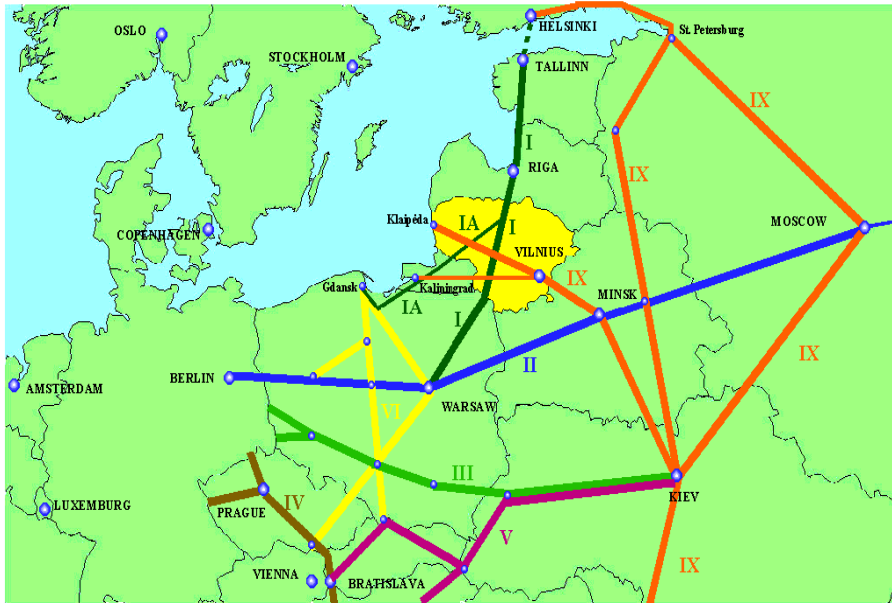 HELSINKI
OSLO
St. Petersburg
STOCKHOLM
TALLINN
IX
I
RIGA
IX
Klaipėda
IA
I
MOSCOW
COPENHAGEN
VILNIUS
IX
Gdansk
Kaliningrad
MINSK
IA
I
IX
II
BERLIN
AMSTERDAM
WARSAW
VI
III
KIEV
LUXEMBURG
PRAGUE
IV
V
IX
VIENNA
BRATISLAVA